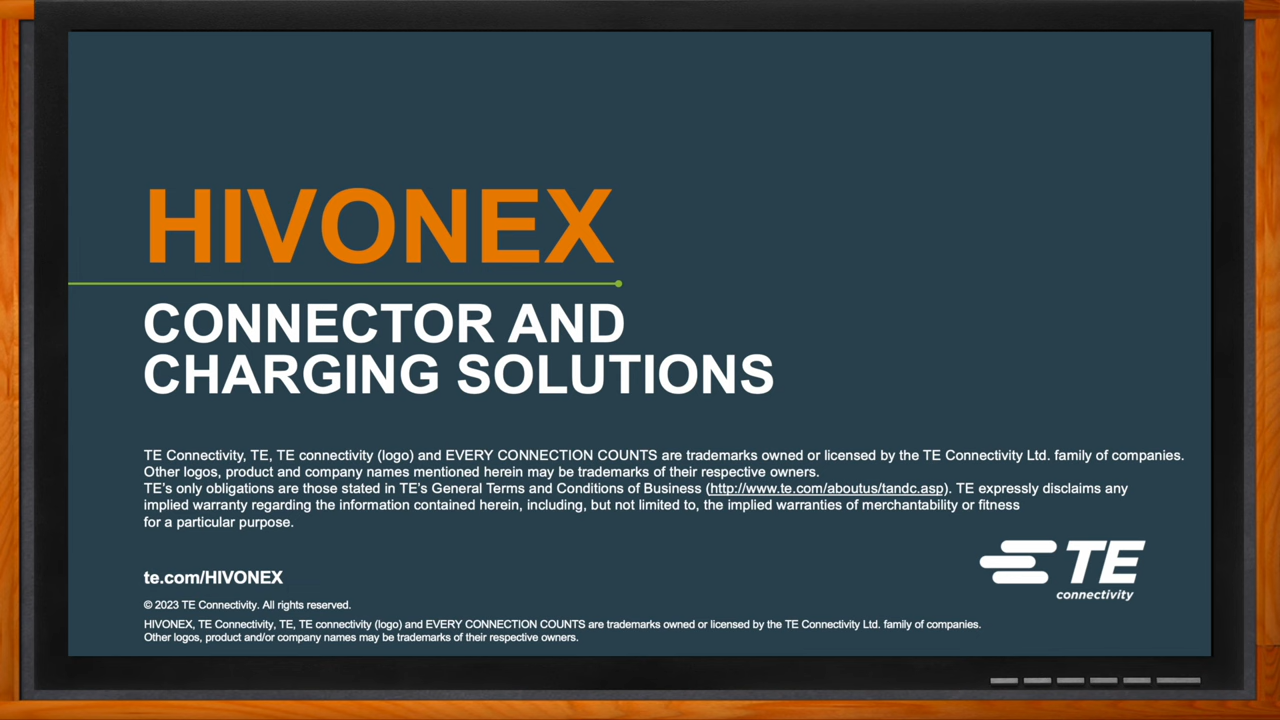 HIVONEX
CONNECTOR AND
CHARGING SOLUTIONS
TE Connectivity, TE, TE connectivity (logo) and EVERY CONNECTION COUNTS are trademarks owned or licensed by the TE Connectivity Ltd. family of companies.
Other logos, product and company names mentioned herein may be trademarks of their respective owners.
TE's only obligations are those stated in TE's General Terms and Conditions of Business (http://www.te.com/aboutus/tandc.asp). TE expressly disclaims any
implied warranty regarding the information contained herein, including, but not limited to, the implied warranties of merchantability or fitness
for a particular purpose.
te.com/HIVONEX
TE
connectivity
© 2023 TE Connectivity. All rights reserved.
HIVONEX, TE Connectivity, TE, TE connectivity (logo) and EVERY CONNECTION COUNTS are trademarks owned or licensed by the TE Connectivity Ltd. family of companies.
Other logos, product and/or company names may be trademarks of their respective owners.